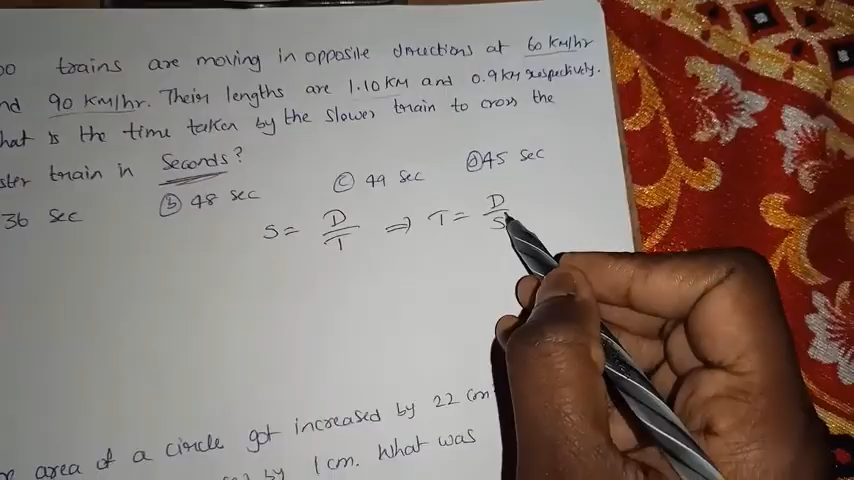 trains are moving in opposite directions at 60 KM/hr
90 KM/hr. Their lengths are 1.10 KM and 0.9 KM respectively.
is the time taken by the slower train to cross the
train in Seconds?
36 sec (b) 48 sec (c) 49 sec (d) 45 sec
S = D/T ⇒ T = D/S
area of a circle got increased by 22 cm
by 1cm. What was